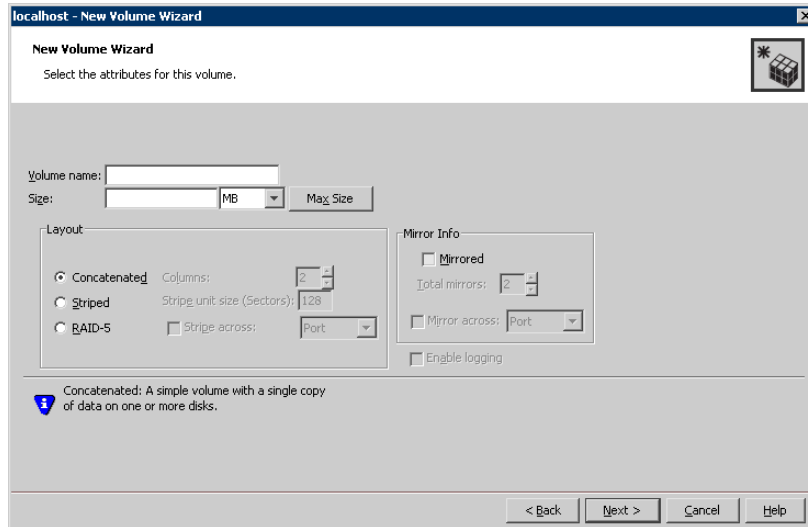 localhost - New Volume Wizard
New Volume Wizard
Select the attributes for this volume.
Volume name:
Size: MB Max Size
Layout
Concatenated Columns: 2
Striped Stripe unit size (Sectors): 128
RAID-5 Stripe across: Port
Mirror Info
Mirrored
Total mirrors: 2
Mirror across: Port
Enable logging
Concatenated: A simple volume with a single copy
of data on one or more disks.
< Back Next > Cancel Help